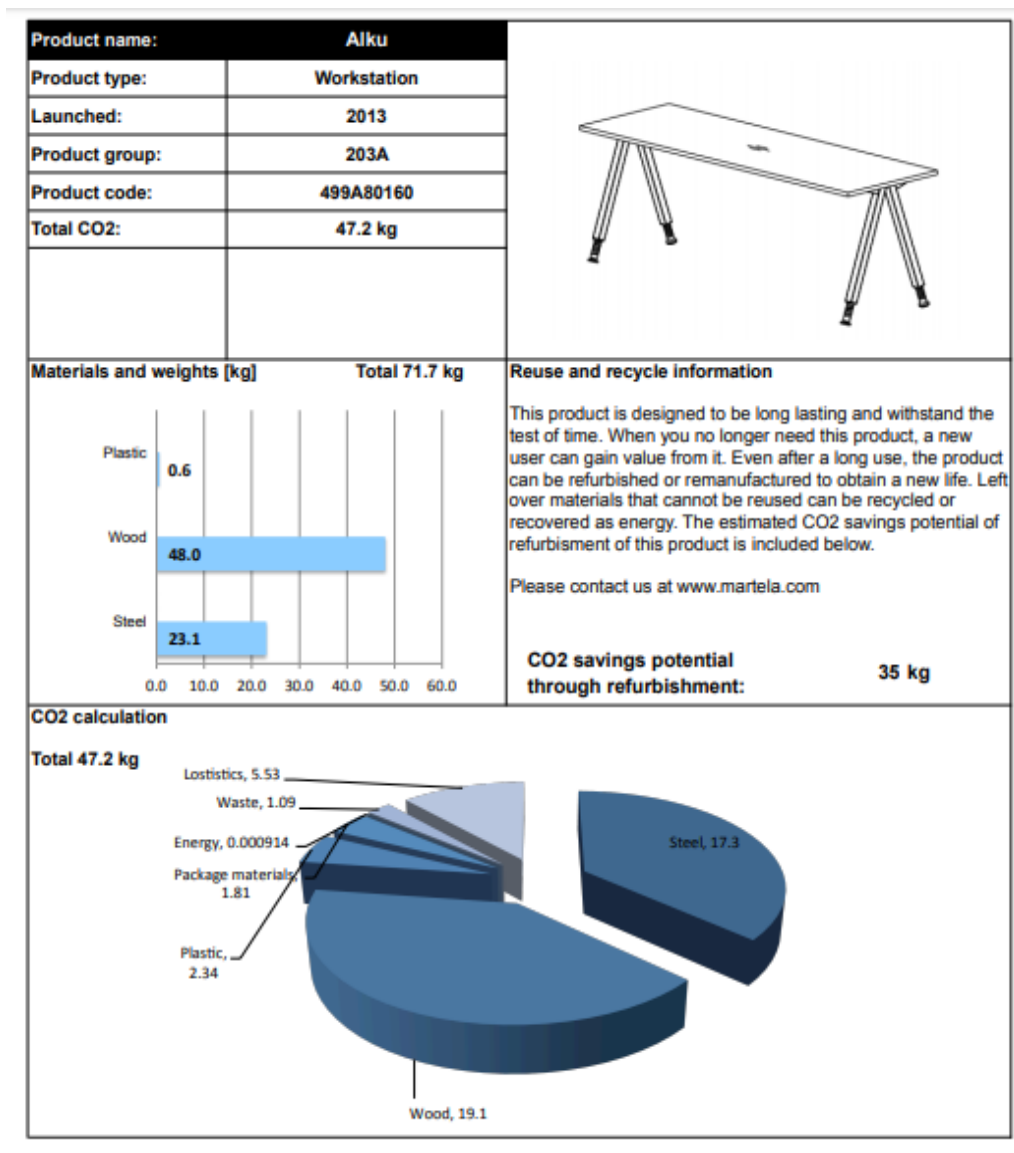 Product name: Alku
Product type: Workstation
Launched: 2013
Product group: 203A
Product code: 499A80160
Total CO2: 47.2 kg
Materials and weights [kg] Total 71.7 kg
Plastic 0.6
Wood 48.0
Steel 23.1
0.0 10.0 20.0 30.0 40.0 50.0 60.0
Reuse and recycle information
This product is designed to be long lasting and withstand the
test of time. When you no longer need this product, a new
user can gain value from it. Even after a long use, the product
can be refurbished or remanufactured to obtain a new life. Left
over materials that cannot be reused can be recycled or
recovered as energy. The estimated CO2 savings potential of
refurbisment of this product is included below.
Please contact us at www.martela.com
CO2 savings potential
through refurbishment: 35 kg
CO2 calculation
Total 47.2 kg
Lostistics, 5.53
Waste, 1.09
Energy, 0.000914
Package materials,
1.81
Plastic,
2.34
Steel, 17.3
Wood, 19.1